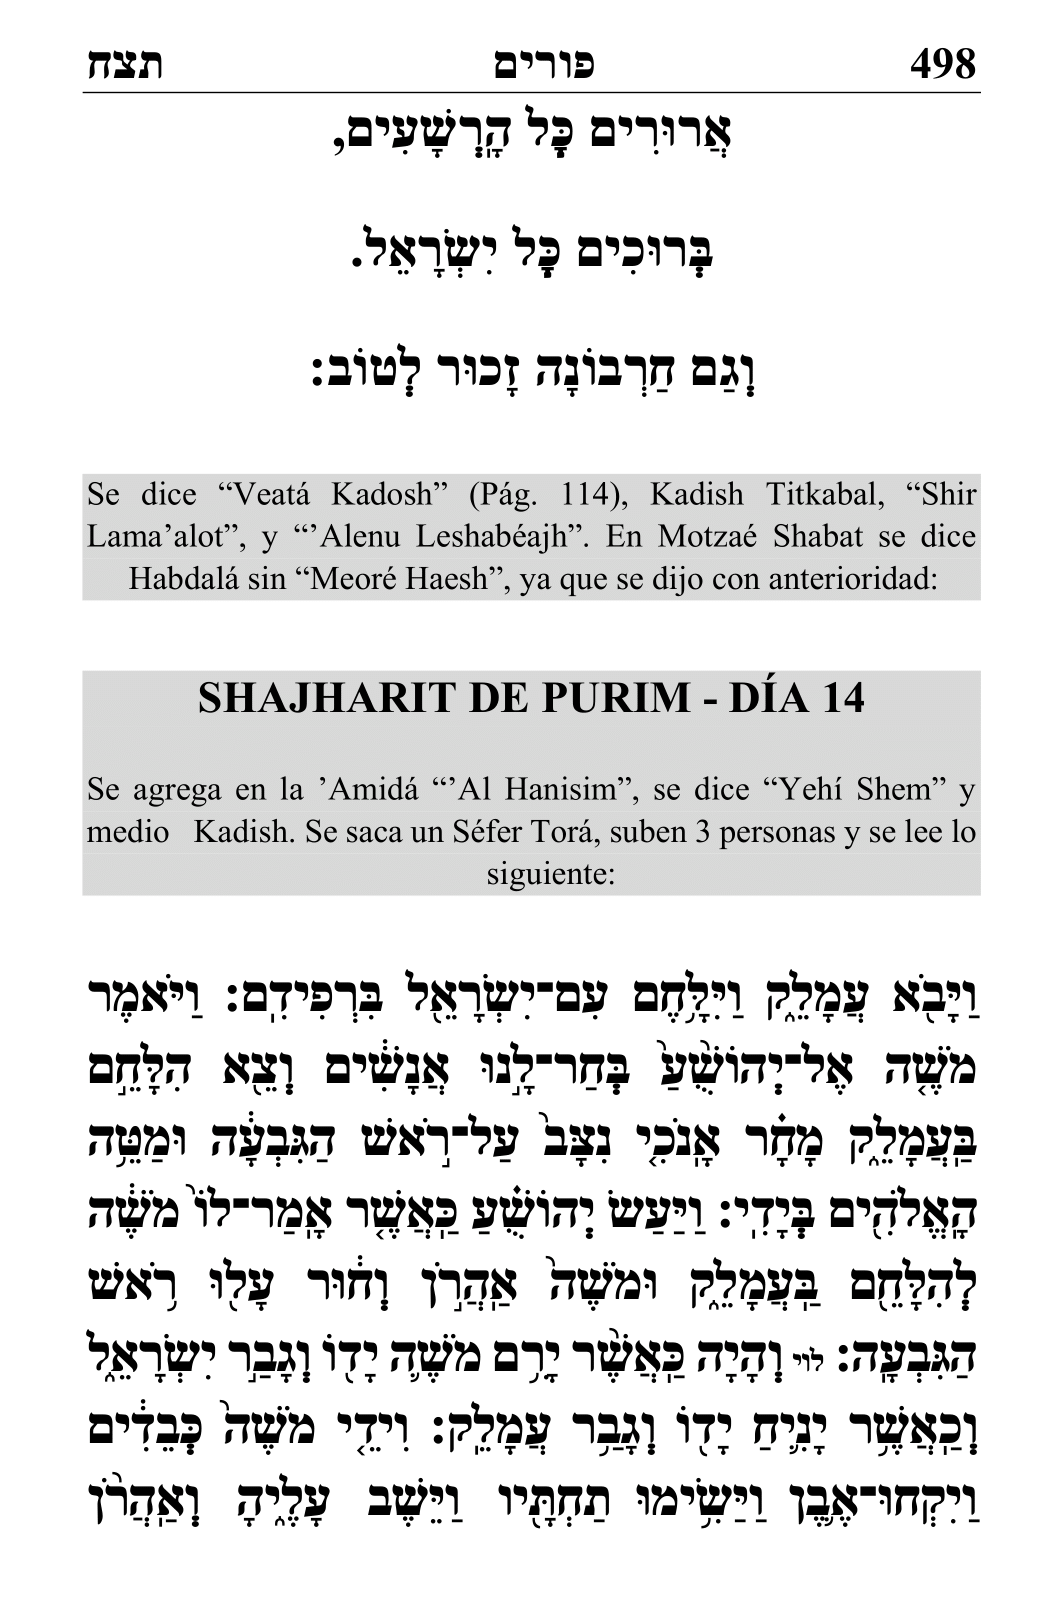 498 פורים תצח
אֲרוּרִים כָּל הָרְשָׁעִים,
בְּרוּכִים כָּל יִשְׂרָאֵל.
וְגַם חַרְבוֹנָה זָכוּר לְטוֹב:
Se dice “Veatá Kadosh” (Pág. 114), Kadish Titkabal, “Shir
Lama’alot”, y “’Alenu Leshabéajh”. En Motzaé Shabat se dice
Habdalá sin “Meoré Haesh”, ya que se dijo con anterioridad:
SHAJHARIT DE PURIM - DÍA 14
Se agrega en la ’Amidá “’Al Hanisim”, se dice “Yehí Shem” y
medio Kadish. Se saca un Séfer Torá, suben 3 personas y se lee lo
siguiente:
וַיָּבֹ֖א עֲמָלֵ֑ק וַיִּלָּ֥חֶם עִם־יִשְׂרָאֵ֖ל בִּרְפִידִֽם: וַיֹּ֨אמֶר
מֹשֶׁ֤ה אֶל־יְהוֹשֻׁ֨עַ֙ בְּחַר־לָ֣נוּ אֲנָשִׁ֔ים וְצֵ֖א הִלָּחֵ֣ם
בַּֽעֲמָלֵ֑ק מָחָ֗ר אָֽנֹכִ֤י נִצָּב֙ עַל־רֹ֣אשׁ הַגִּבְעָ֔ה וּמַטֵּ֥ה
הָֽאֱלֹהִ֖ים בְּיָדִֽי: וַיַּ֣עַשׂ יְהוֹשֻׁ֗עַ כַּֽאֲשֶׁ֤ר אָֽמַר־לוֹ֙ מֹשֶׁ֔ה
לְהִלָּחֵ֖ם בַּֽעֲמָלֵ֑ק וּמֹשֶׁה֙ אַֽהֲרֹ֣ן וְח֔וּר עָל֖וּ רֹ֥אשׁ
הַגִּבְעָֽה: לוי וְהָיָ֗ה כַּֽאֲשֶׁ֨ר יָרִ֥ים מֹשֶׁ֛ה יָד֖וֹ וְגָבַ֣ר יִשְׂרָאֵ֑ל
וְכַֽאֲשֶׁ֥ר יָנִ֛יחַ יָד֖וֹ וְגָבַ֥ר עֲמָלֵֽק: וִידֵ֤י מֹשֶׁה֙ כְּבֵדִ֔ים
וַיִּקְחוּ־אֶ֛בֶן וַיָּשִׂ֥ימוּ תַחְתָּ֖יו וַיֵּ֣שֶׁב עָלֶ֑יהָ וְאַֽהֲרֹ֨ן